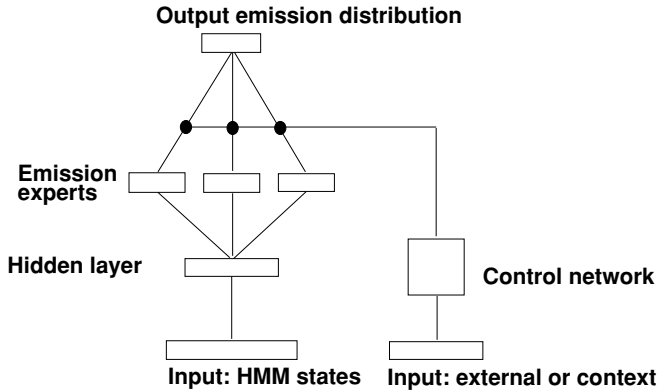 Output emission distribution
Emission
experts
Hidden layer
Control network
Input: HMM states
Input: external or context